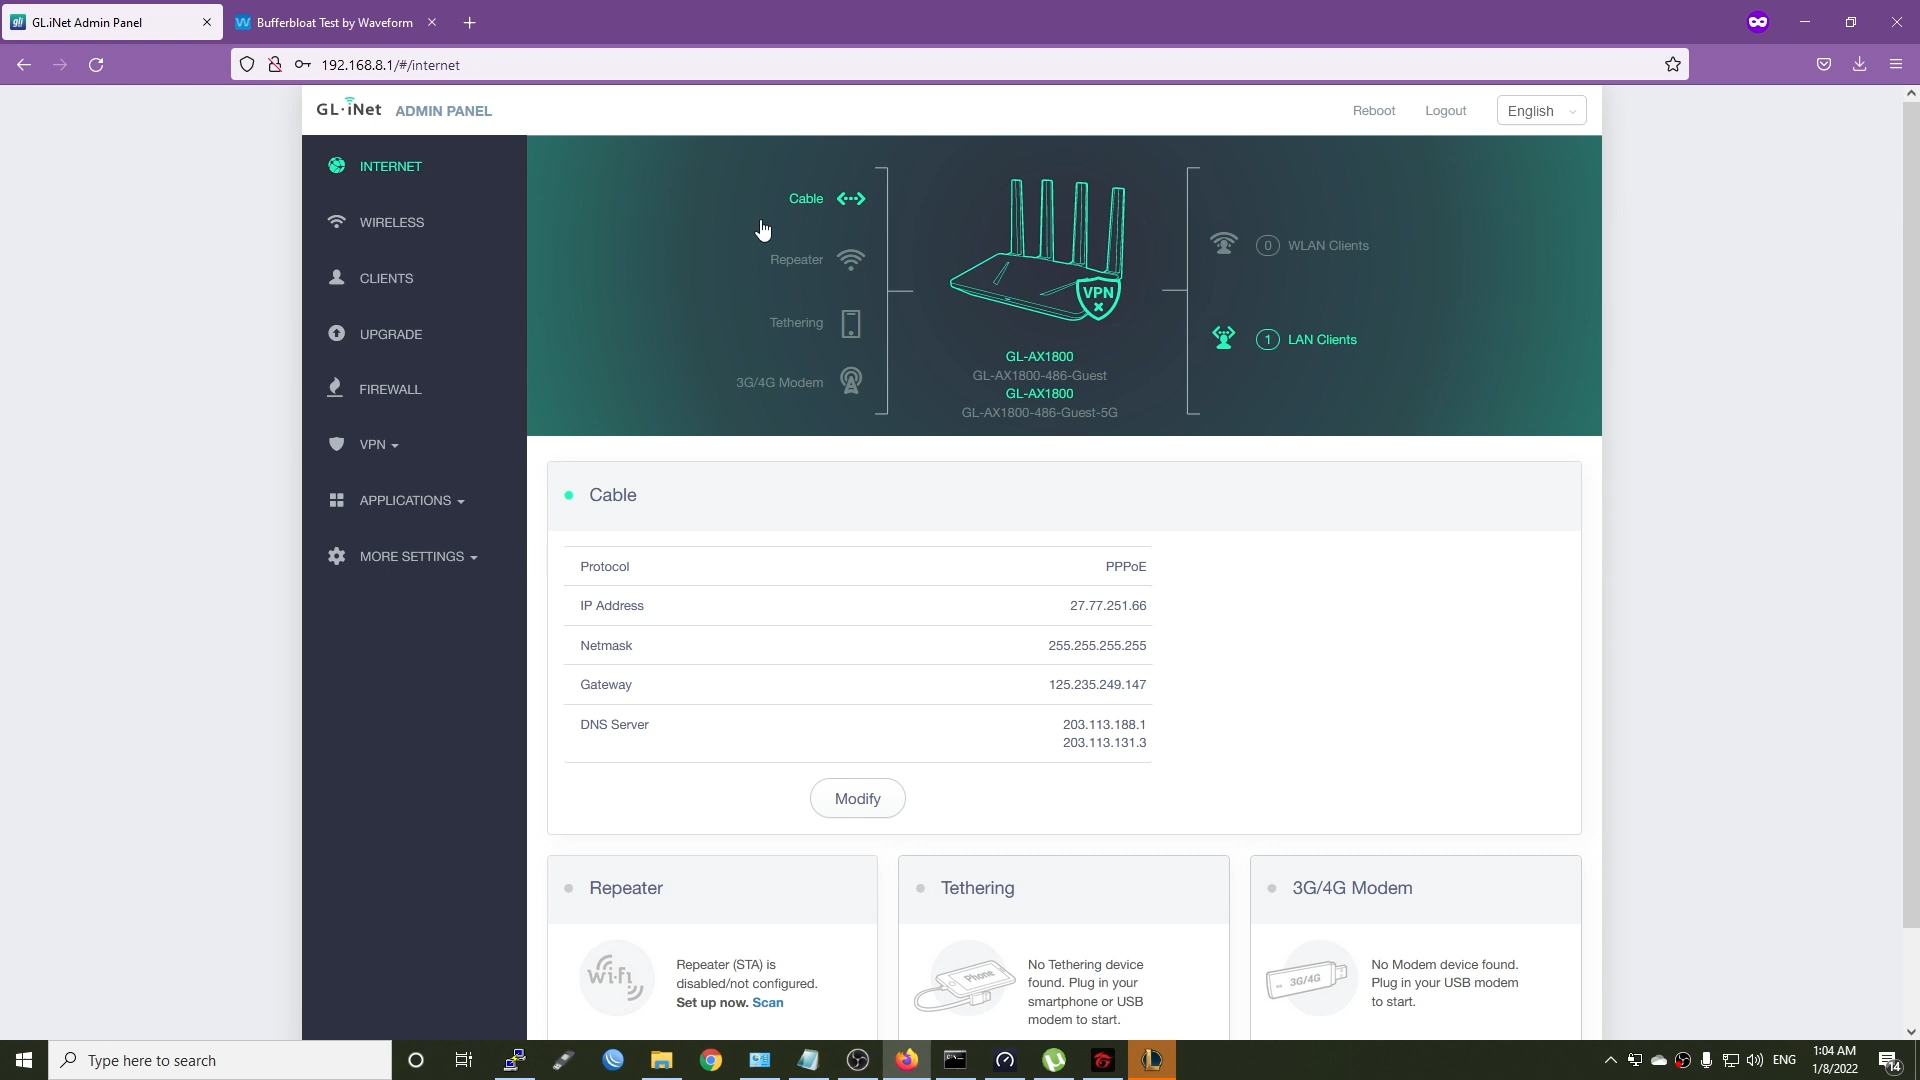 GL.iNet Admin Panel
Bufferbloat Test by Waveform
192.168.8.1/#/internet
GL·iNet ADMIN PANEL
Reboot
Logout
English
INTERNET
WIRELESS
CLIENTS
UPGRADE
FIREWALL
VPN
APPLICATIONS
MORE SETTINGS
Cable
Repeater
Tethering
3G/4G Modem
VPN
GL-AX1800
GL-AX1800-486-Guest
GL-AX1800
GL-AX1800-486-Guest-5G
0 WLAN Clients
1 LAN Clients
Cable
Protocol PPPoE
IP Address 27.77.251.66
Netmask 255.255.255.255
Gateway 125.235.249.147
DNS Server 203.113.188.1
203.113.131.3
Modify
Repeater
Wi-Fi
Repeater (STA) is
disabled/not configured.
Set up now. Scan
Tethering
Phone
No Tethering device
found. Plug in your
smartphone or USB
modem to start.
3G/4G Modem
3G/4G
No Modem device found.
Plug in your USB modem
to start.
Type here to search
ENG
1:04 AM
1/8/2022
14